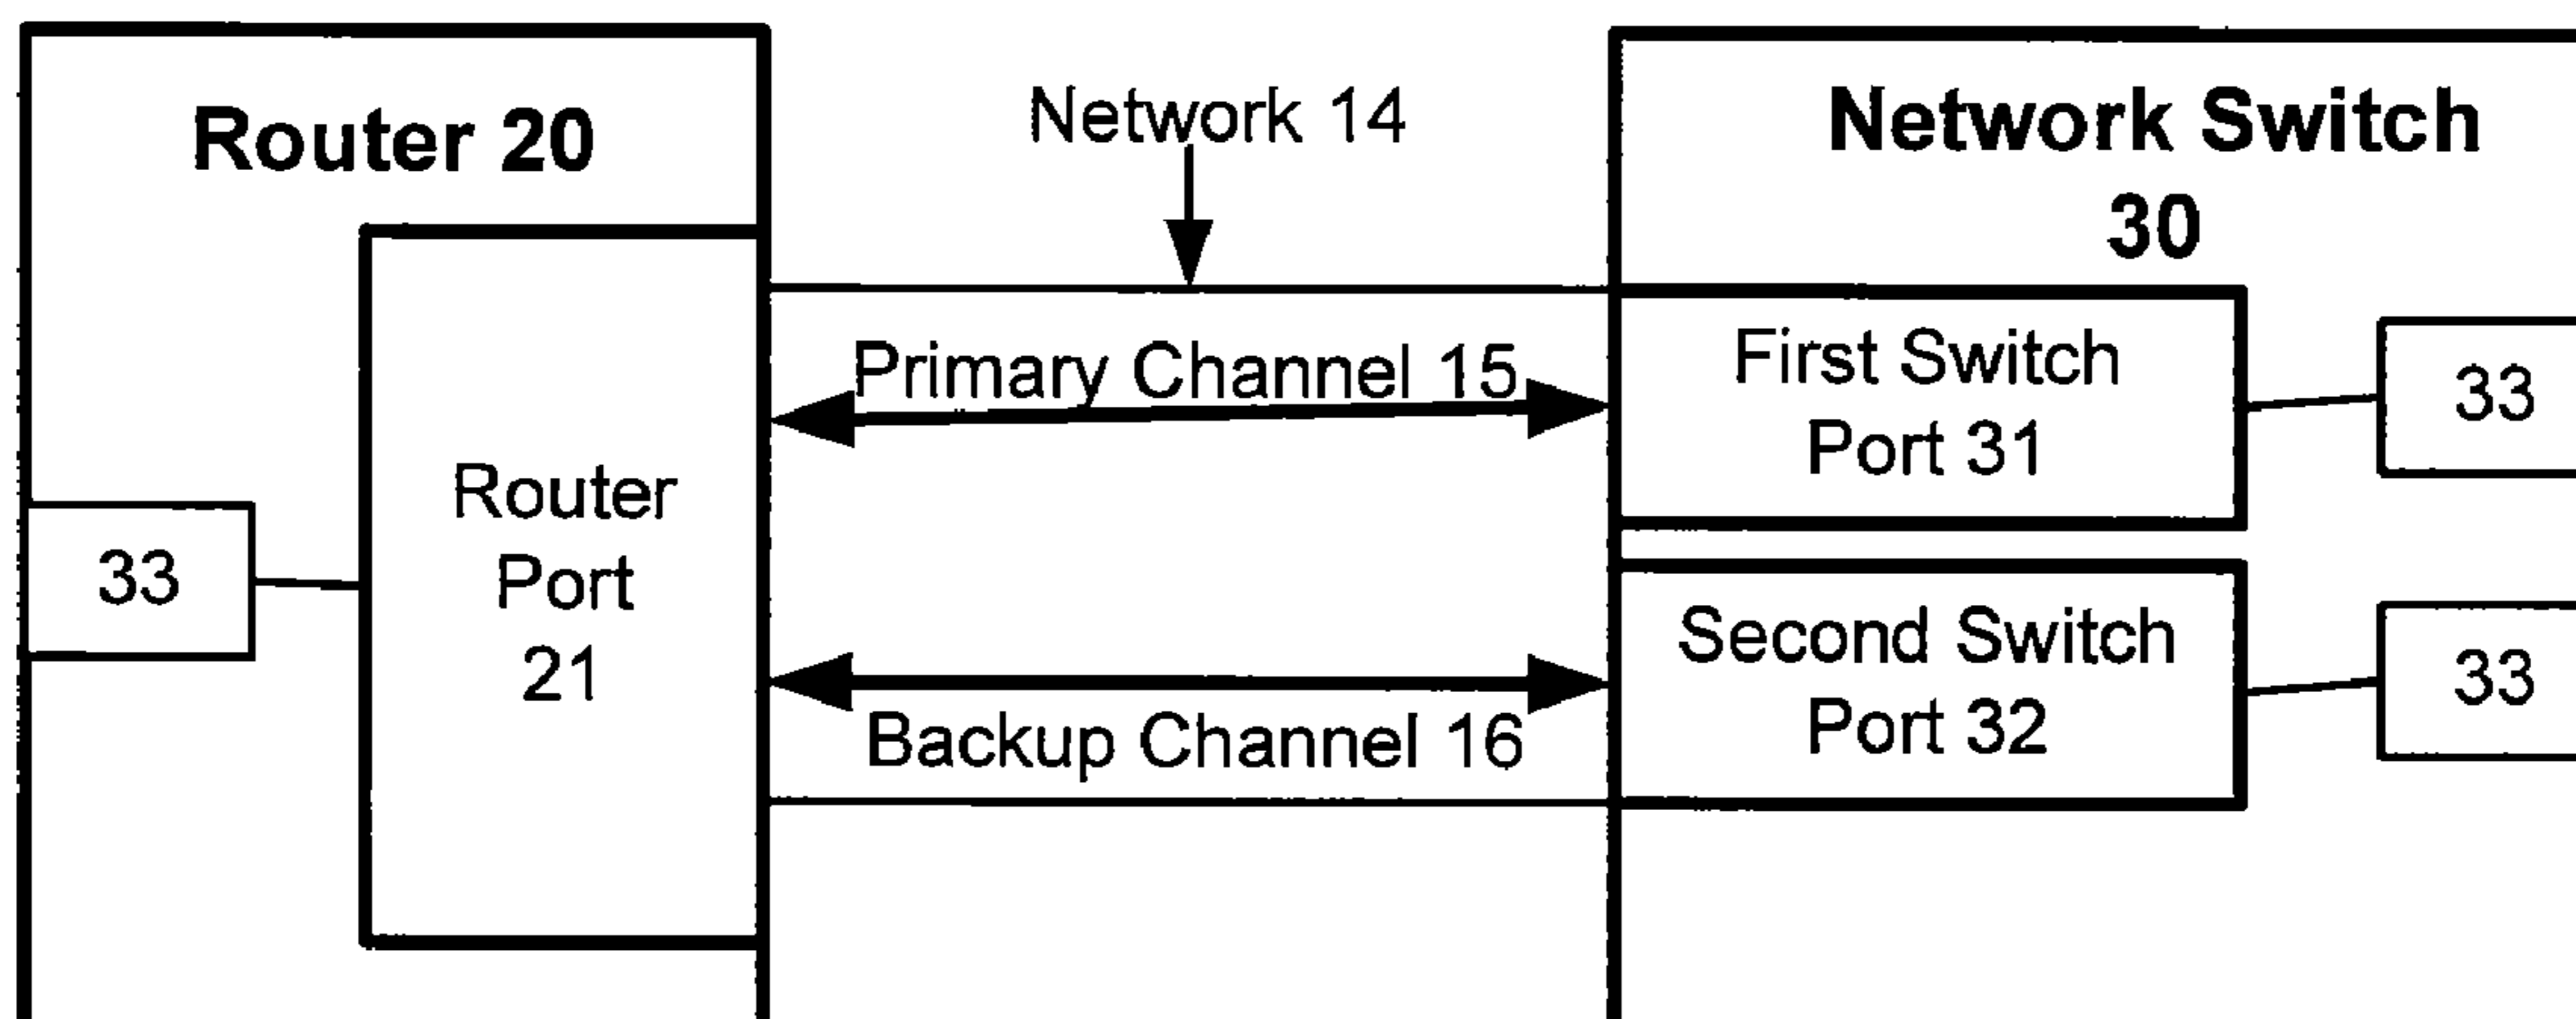 Router 20
Router
Port
21
33
Network 14
Primary Channel 15
Backup Channel 16
Network Switch
30
First Switch
Port 31
33
Second Switch
Port 32
33